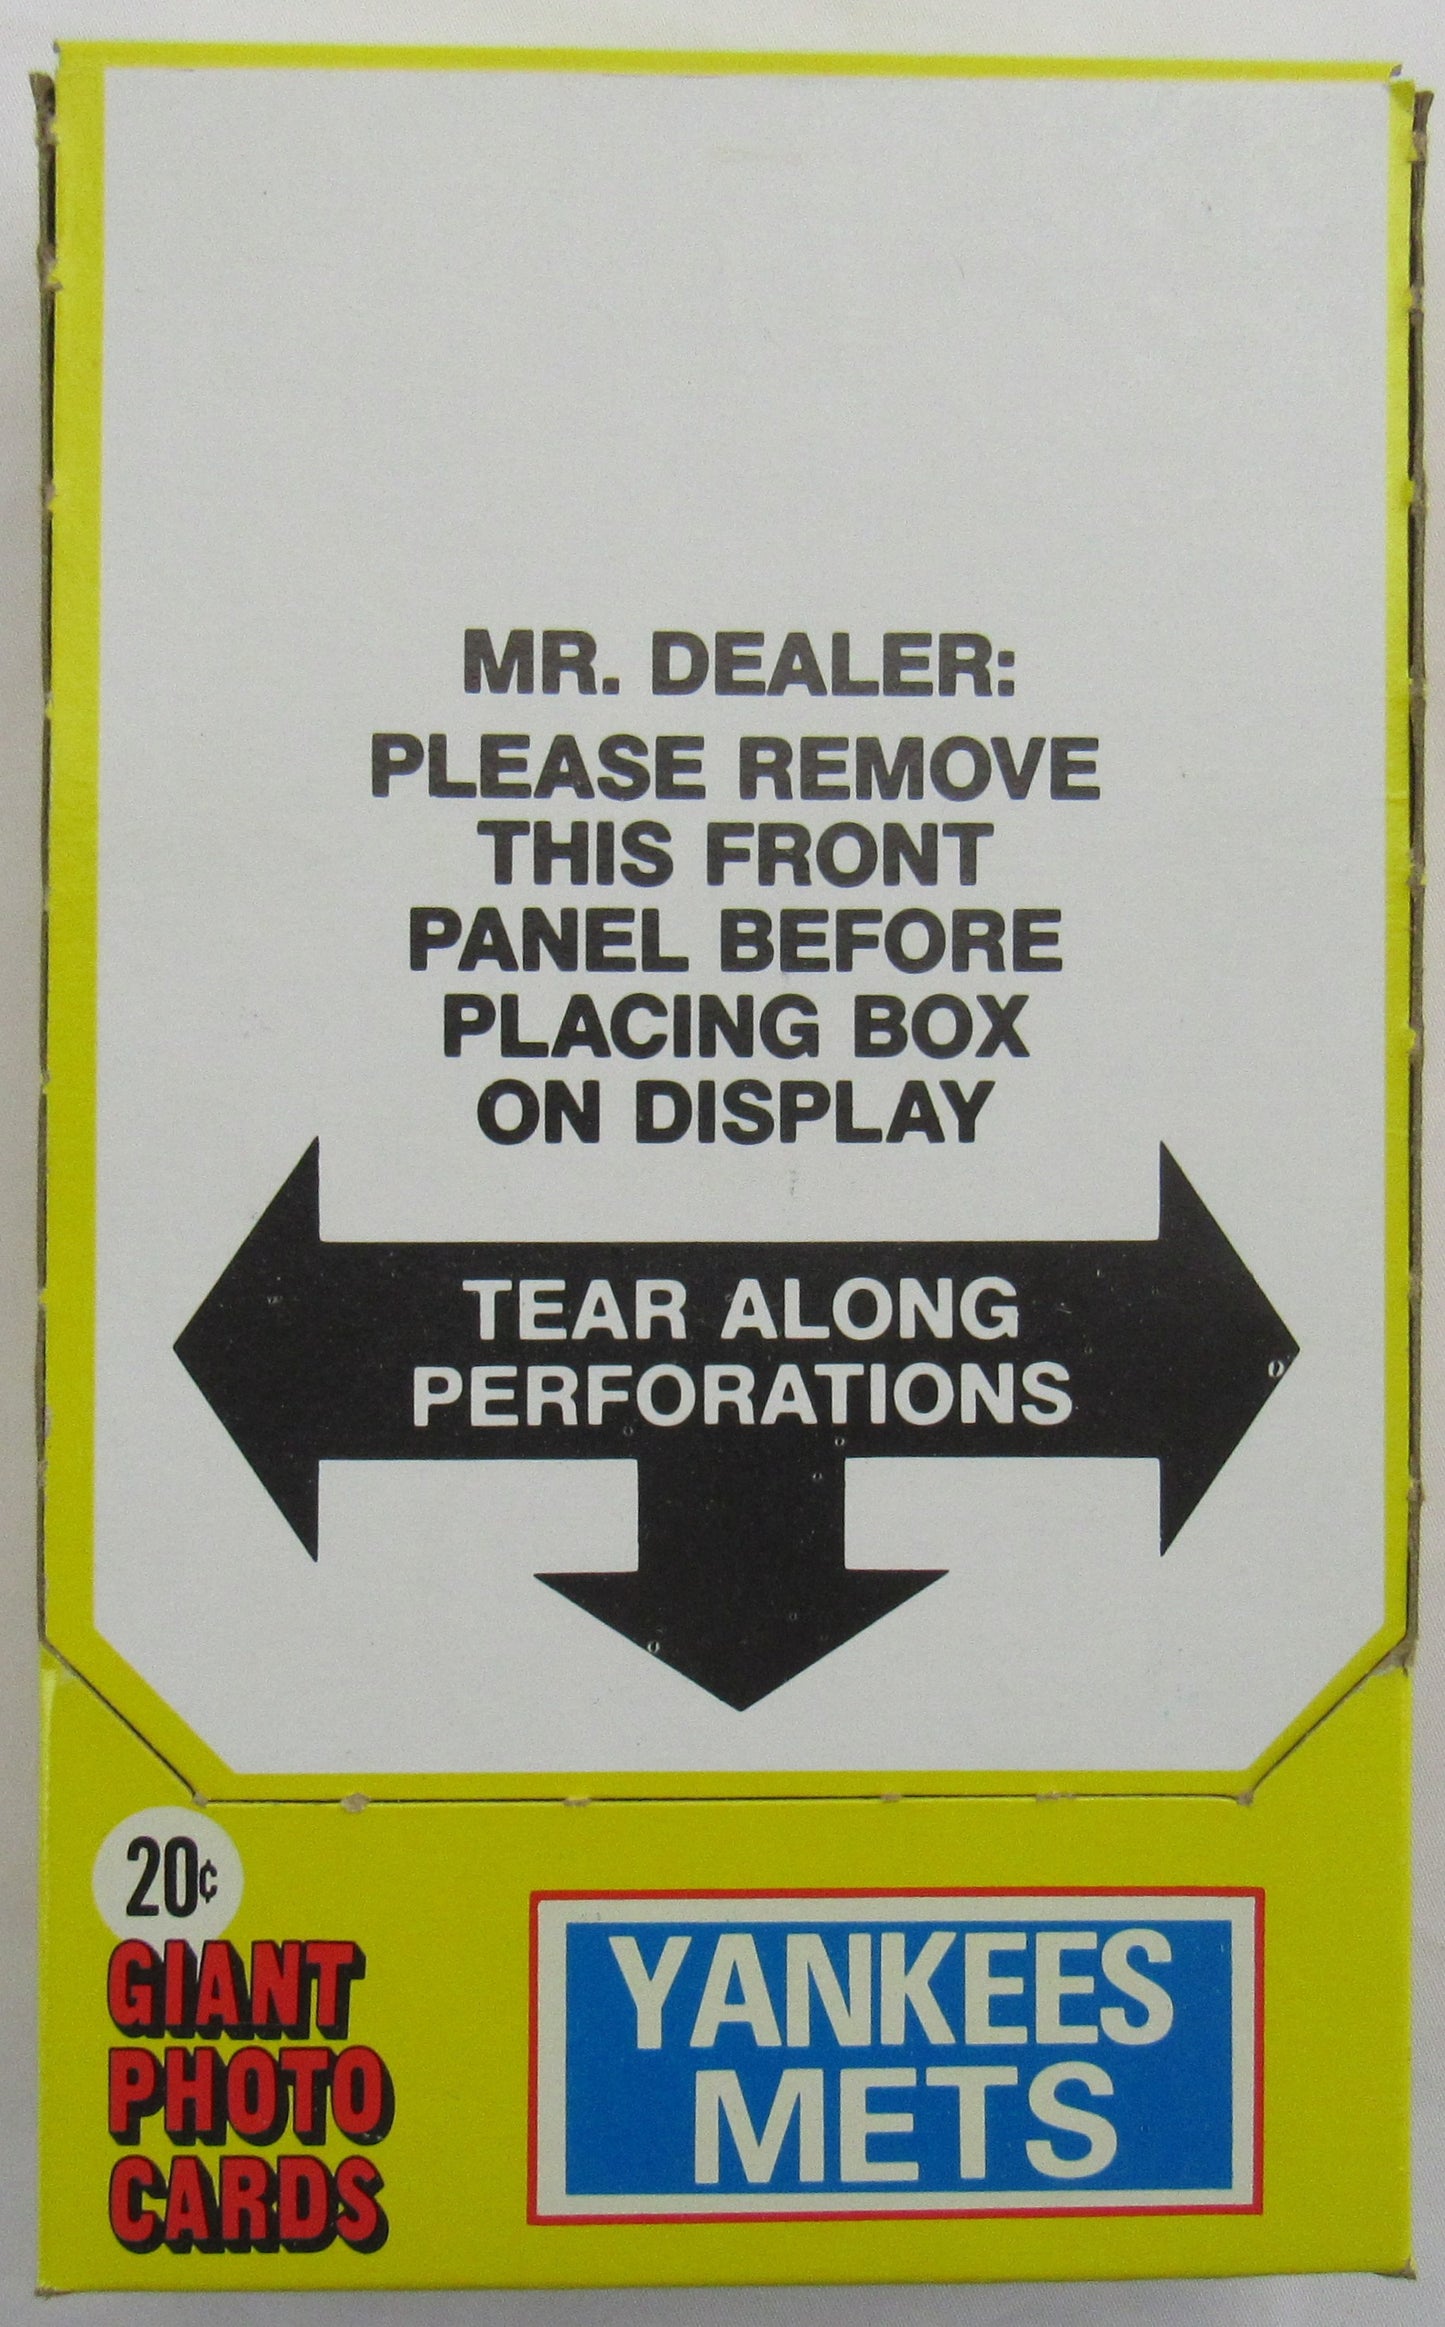 MR. DEALER:
PLEASE REMOVE
THIS FRONT
PANEL BEFORE
PLACING BOX
ON DISPLAY
TEAR ALONG
PERFORATIONS
20¢
GIANT
PHOTO
CARDS
YANKEES
METS